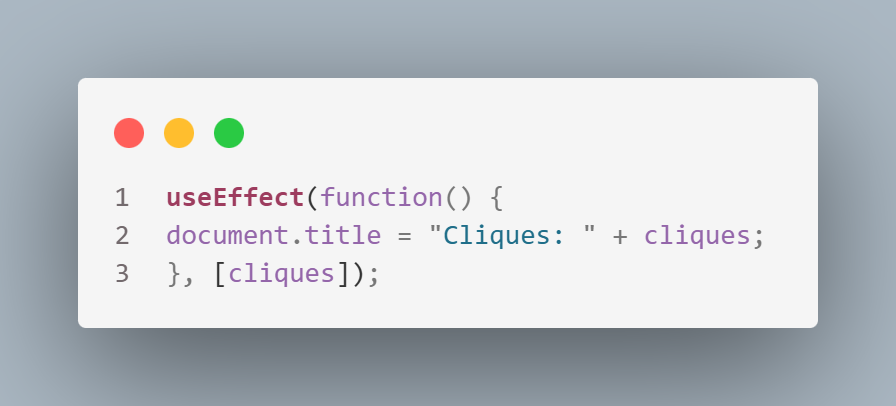 1 useEffect(function() {
2 document.title = "Cliques: " + cliques;
3 }, [cliques]);